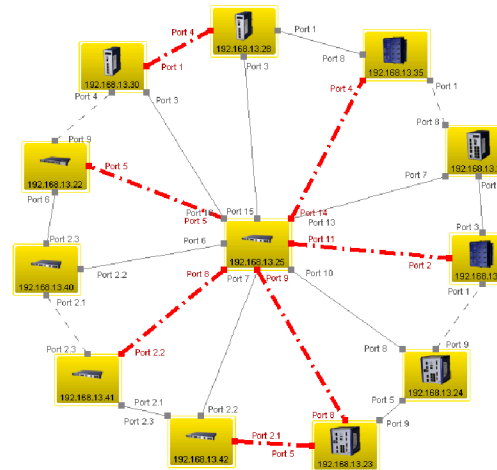 Port 4
192.168.13.28
Port 1
Port 3
Port 8
192.168.13.30
Port 1
192.168.13.35
Port 4
Port 3
Port 4
Port 1
Port 8
Port 9
192.168.13.22
Port 5
Port 6
Port 7
192.168.13.
Port
Port 5
Port 15
Port 14
Port 13
Port 3
Port 6
192.168.13.25
Port 11
Port 2
192.168.13.
Port 1
Port 2.3
192.168.13.40
Port 2.2
Port 2.1
Port 8
Port 7
Port 9
Port 10
Port 2.3
192.168.13.41
Port 2.2
Port 2.1
Port 2.3
Port 8
Port 9
192.168.13.24
Port 5
Port 9
Port 2.2
192.168.13.42
Port 2.1
Port 5
Port 8
192.168.13.23